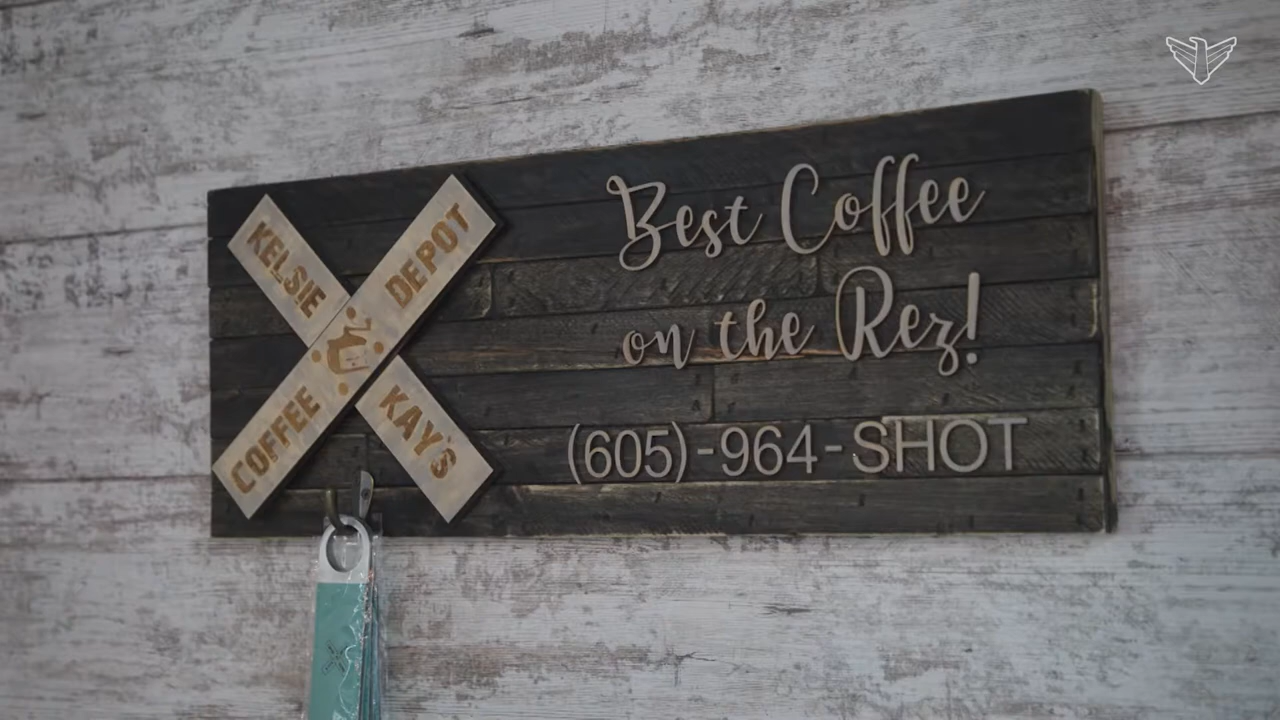 KELSIE KAY'S
COFFEE DEPOT
Best Coffee
on the Rez!
(605)-964-SHOT